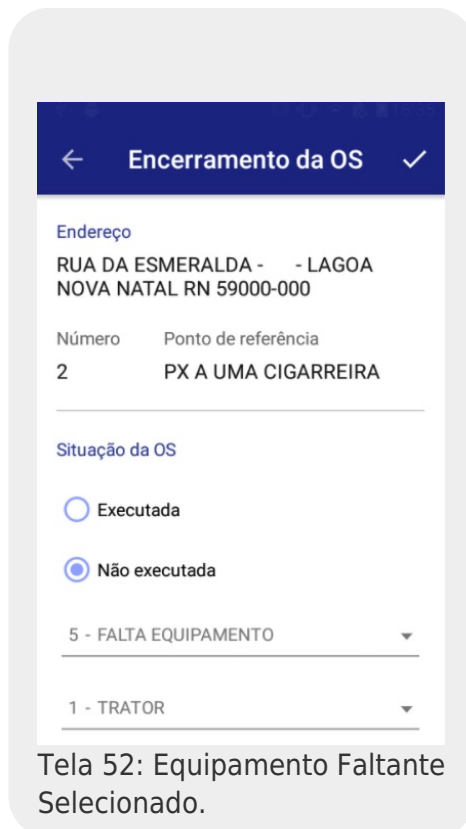 Encerramento da OS
Endereço
RUA DA ESMERALDA - - LAGOA
NOVA NATAL RN 59000-000
Número Ponto de referência
2 PX A UMA CIGARREIRA
Situação da OS
Executada
Não executada
5 - FALTA EQUIPAMENTO
1 - TRATOR
Tela 52: Equipamento Faltante
Selecionado.